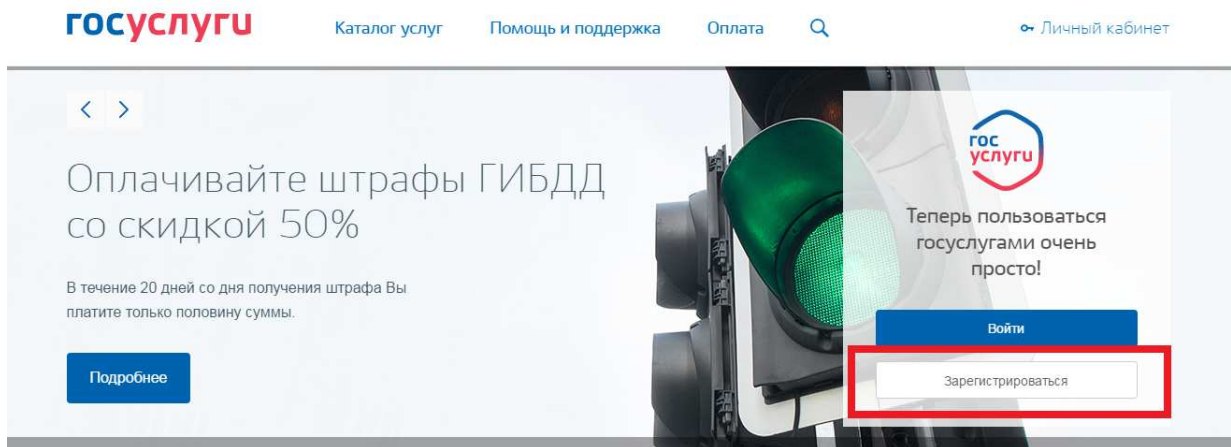 госуслуги
Каталог услуг
Помощь и поддержка
Оплата
Личный кабинет
Оплачивайте штрафы ГИБДД
со скидкой 50%
В течение 20 дней со дня получения штрафа Вы
платите только половину суммы.
Подробнее
гос
услуги
Теперь пользоваться
госуслугами очень
просто!
Войти
Зарегистрироваться